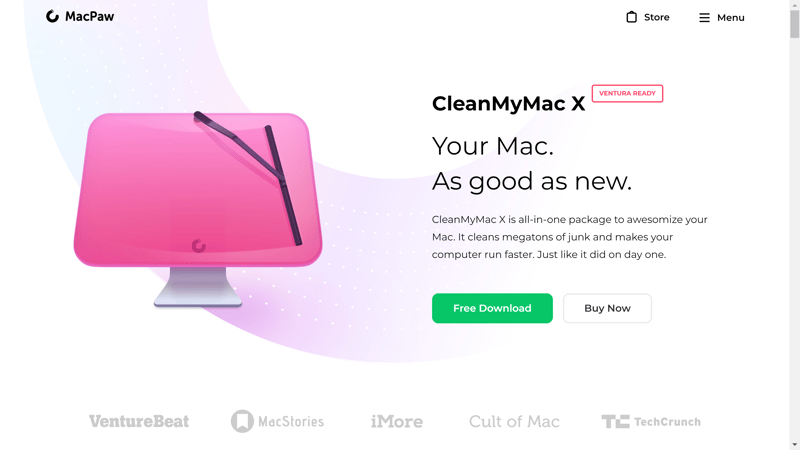 MacPaw
Store
Menu
CleanMyMac X
VENTURA READY
Your Mac.
As good as new.
CleanMyMac X is all-in-one package to awesomize your
Mac. It cleans megatons of junk and makes your
computer run faster. Just like it did on day one.
Free Download
Buy Now
VentureBeat
MacStories
iMore
Cult of Mac
TC TechCrunch